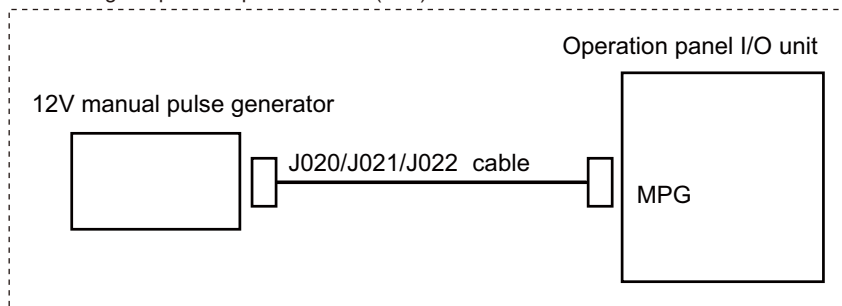 Operation panel I/O unit
12V manual pulse generator
J020/J021/J022 cable
MPG